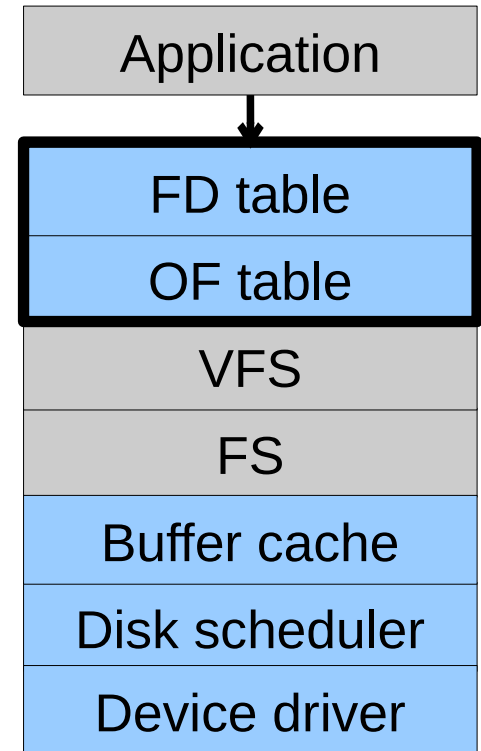 Application
FD table
OF table
VFS
FS
Buffer cache
Disk scheduler
Device driver